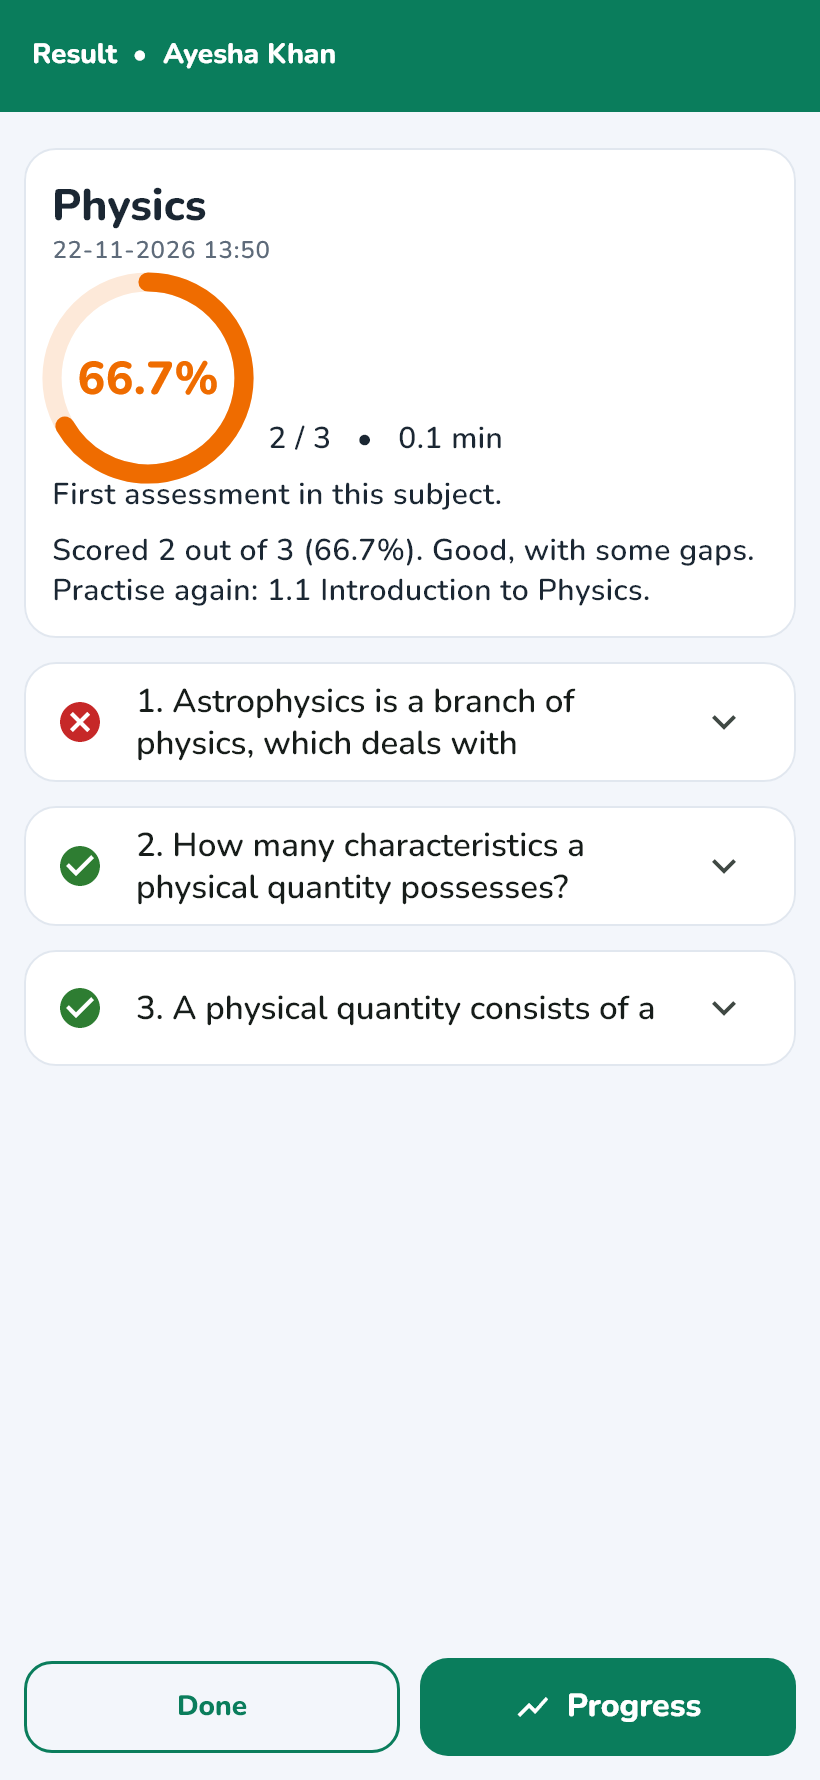 Result • Ayesha Khan
Physics
22-11-2026 13:50
66.7%
2 / 3 • 0.1 min
First assessment in this subject.
Scored 2 out of 3 (66.7%). Good, with some gaps.
Practise again: 1.1 Introduction to Physics.
1. Astrophysics is a branch of
physics, which deals with
2. How many characteristics a
physical quantity possesses?
3. A physical quantity consists of a
Done
Progress